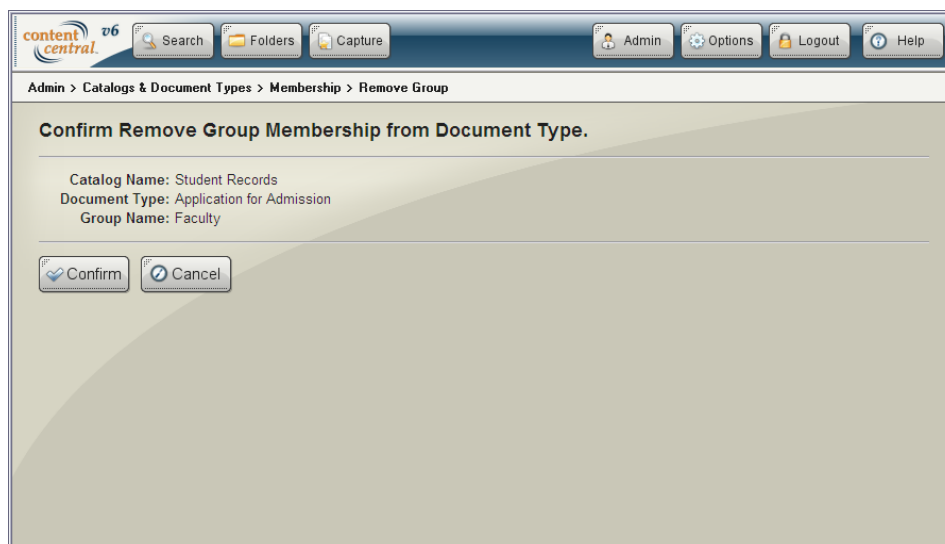 content central. v6 Search Folders Capture Admin Options Logout Help
Admin > Catalogs & Document Types > Membership > Remove Group
Confirm Remove Group Membership from Document Type.
Catalog Name: Student Records
Document Type: Application for Admission
Group Name: Faculty
Confirm Cancel